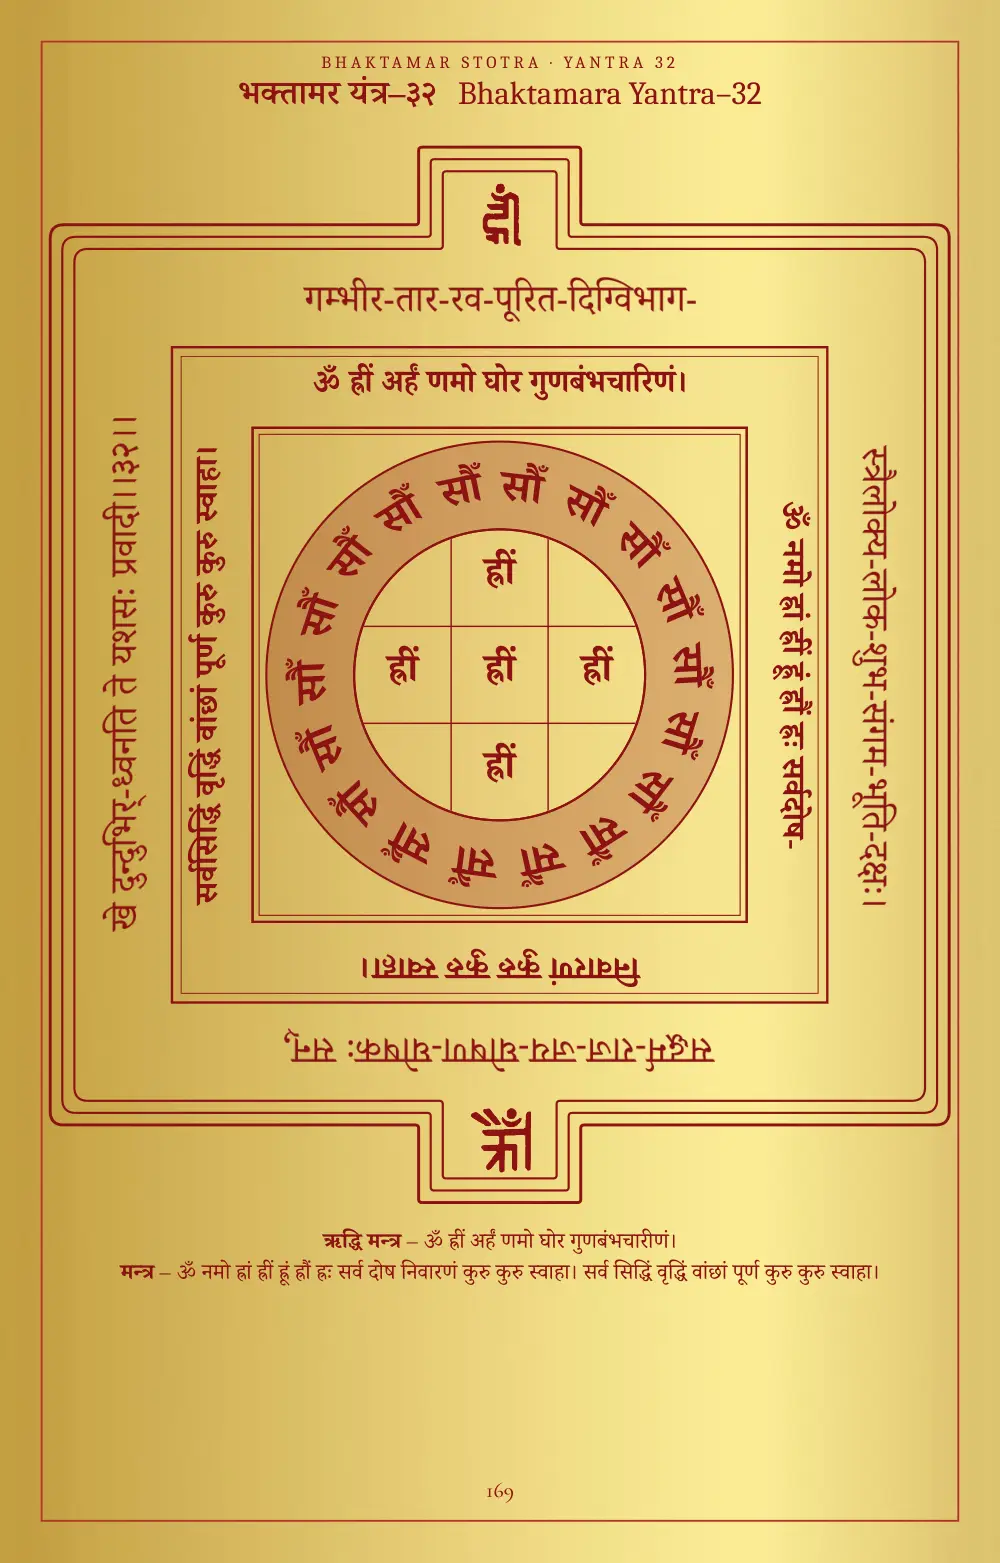 BHAKTAMAR STOTRA · YANTRA 32
भक्तामर यंत्र–३२ Bhaktamara Yantra–32
गम्भीर-तार-रव-पूरित-दिग्विभाग-
स्त्रैलोक्य-लोक-शुभ-संगम-भूति-दक्षः।
सद्धर्म-राज-जय-घोषण-घोषकः सन्
खे दुन्दुभिर्-ध्वनति ते यशसः प्रवादी।।३२।।
ॐ ह्रीं अर्हं णमो घोर गुणबंभचारिणं।
ॐ नमो ह्रां ह्रीं ह्रूं ह्रौं ह्रः सर्वदोष-
निवारणं कुरु कुरु स्वाहा।
सर्वसिद्धिं वृद्धिं वांछां पूर्ण कुरु कुरु स्वाहा।
सौँ सौँ सौँ सौँ सौँ सौँ सौँ सौँ सौँ सौँ सौँ सौँ सौँ सौँ सौँ सौँ सौँ सौँ
ह्रीं
ह्रीं ह्रीं ह्रीं
ह्रीं
ऋद्धि मन्त्र – ॐ ह्रीं अर्हं णमो घोर गुणबंभचारीणं।
मन्त्र – ॐ नमो ह्रां ह्रीं ह्रूं ह्रौं ह्रः सर्व दोष निवारणं कुरु कुरु स्वाहा। सर्व सिद्धिं वृद्धिं वांछां पूर्ण कुरु कुरु स्वाहा।
169